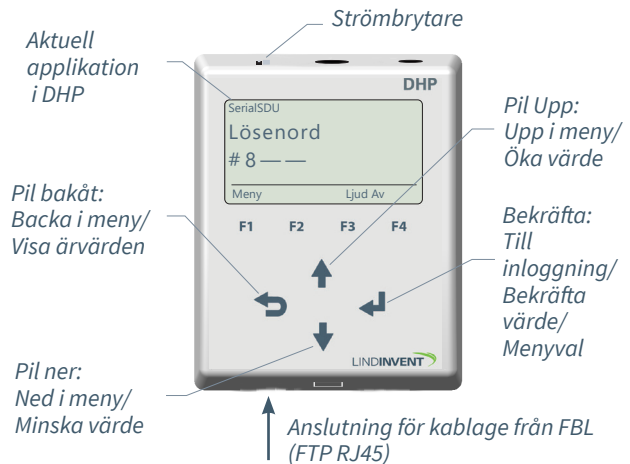 Strömbrytare
Aktuell
applikation
i DHP
DHP
SerialSDU
Lösenord
# 8 — —
Meny Ljud Av
F1 F2 F3 F4
Pil Upp:
Upp i meny/
Öka värde
Pil bakåt:
Backa i meny/
Visa ärvärden
Bekräfta:
Till
inloggning/
Bekräfta
värde/
Menyval
LINDINVENT
Pil ner:
Ned i meny/
Minska värde
Anslutning för kablage från FBL
(FTP RJ45)